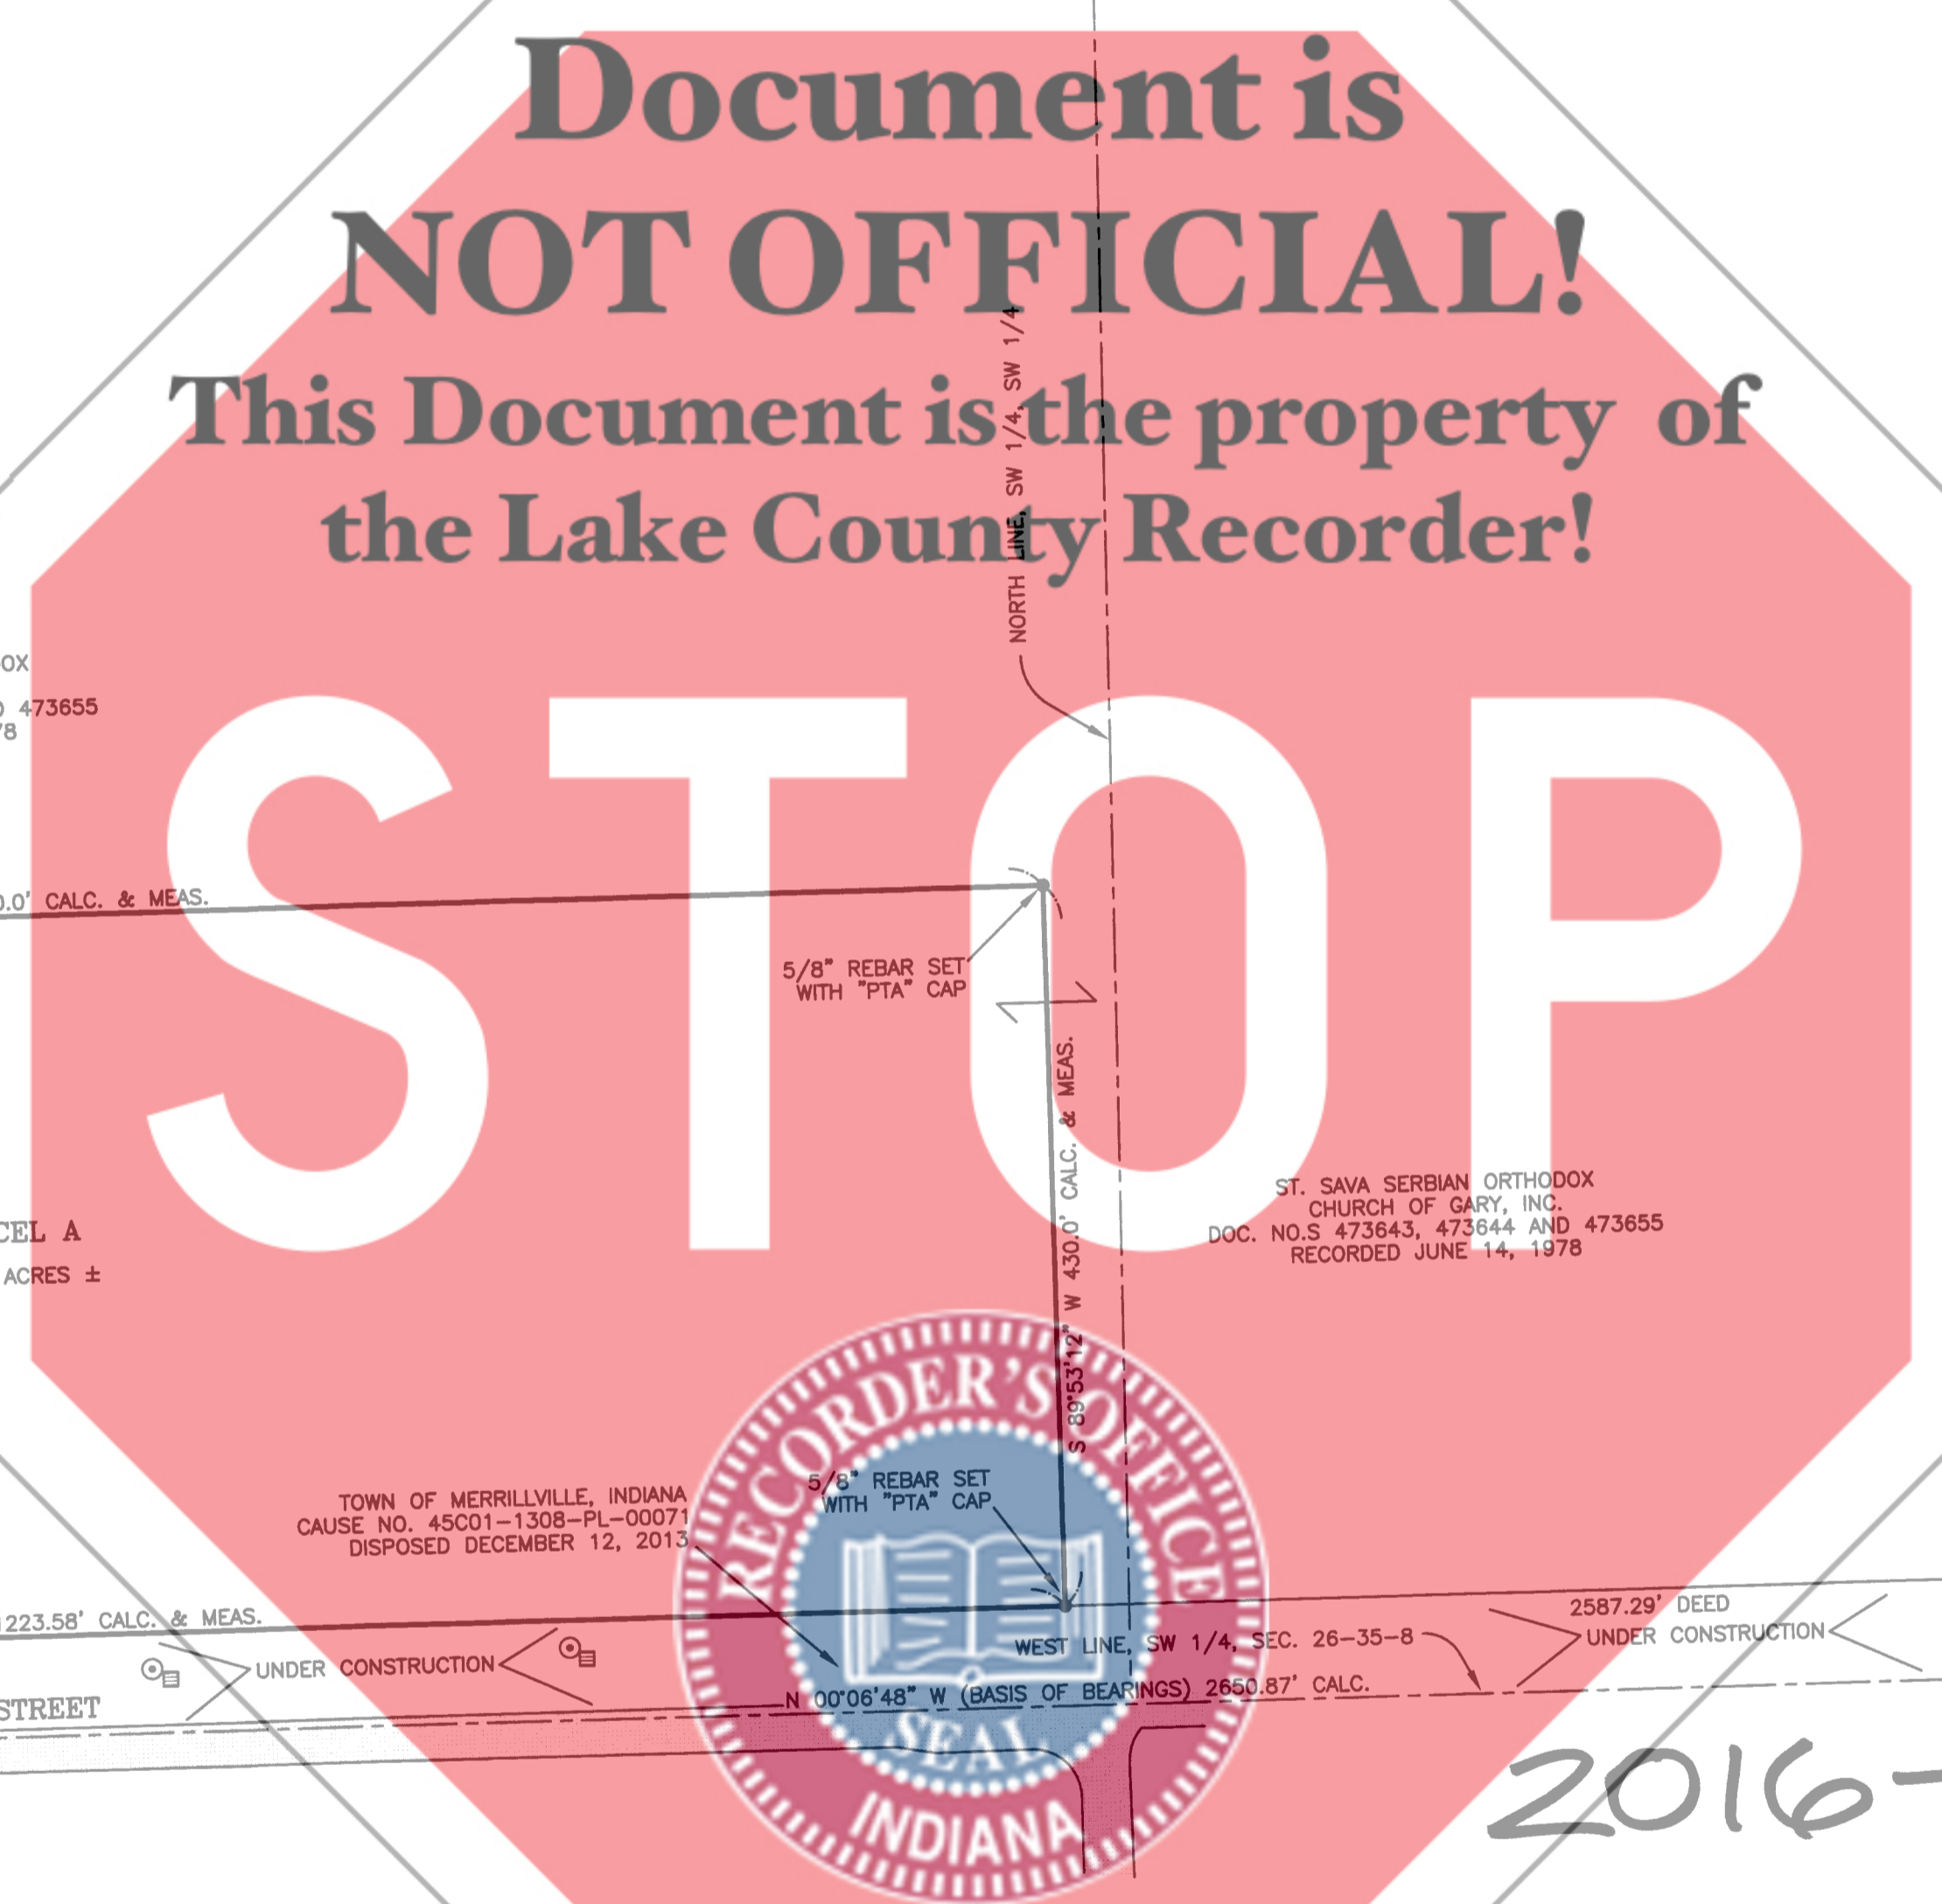 Document is
NOT OFFICIAL!
This Document is the property of
the Lake County Recorder!
NORTH LINE, SW 1/4, SW 1/4
OX
473655
78
STOP
0.0' CALC. & MEAS.
5/8" REBAR SET
WITH "PTA" CAP
S 89°53'12" W 430.0' CALC. & MEAS.
ST. SAVA SERBIAN ORTHODOX
CHURCH OF GARY, INC.
DOC. NO.S 473643, 473644 AND 473655
RECORDED JUNE 14, 1978
CEL A
ACRES ±
RECORDER'S OFFICE
5/8" REBAR SET
WITH "PTA" CAP
TOWN OF MERRILLVILLE, INDIANA
CAUSE NO. 45C01-1308-PL-00071
DISPOSED DECEMBER 12, 2013
1223.58' CALC. & MEAS.
UNDER CONSTRUCTION
2587.29' DEED
UNDER CONSTRUCTION
WEST LINE, SW 1/4, SEC. 26-35-8
N 00°06'48" W (BASIS OF BEARINGS) 2650.87' CALC.
STREET
SEAL
INDIANA
2016-